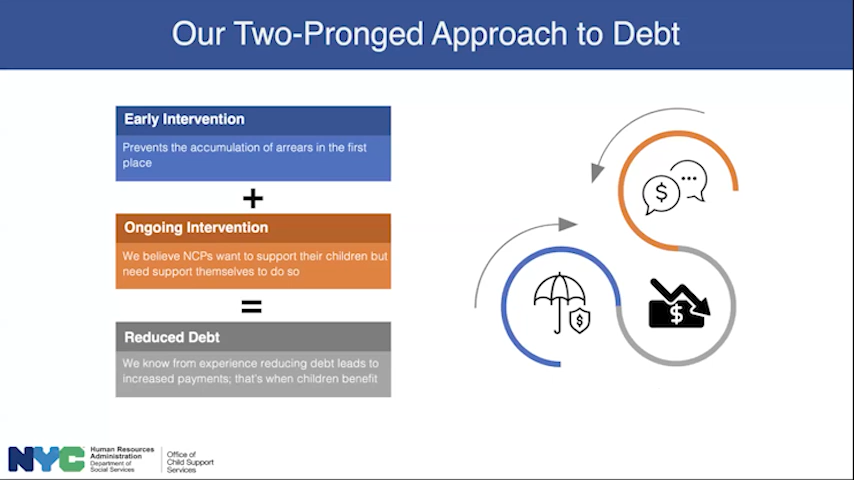 Our Two-Pronged Approach to Debt
Early Intervention
Prevents the accumulation of arrears in the first
place
+
Ongoing Intervention
We believe NCPs want to support their children but
need support themselves to do so
=
Reduced Debt
We know from experience reducing debt leads to
increased payments; that's when children benefit
$
$
$
NYC
Human Resources
Administration
Department of
Social Services
Office of
Child Support
Services